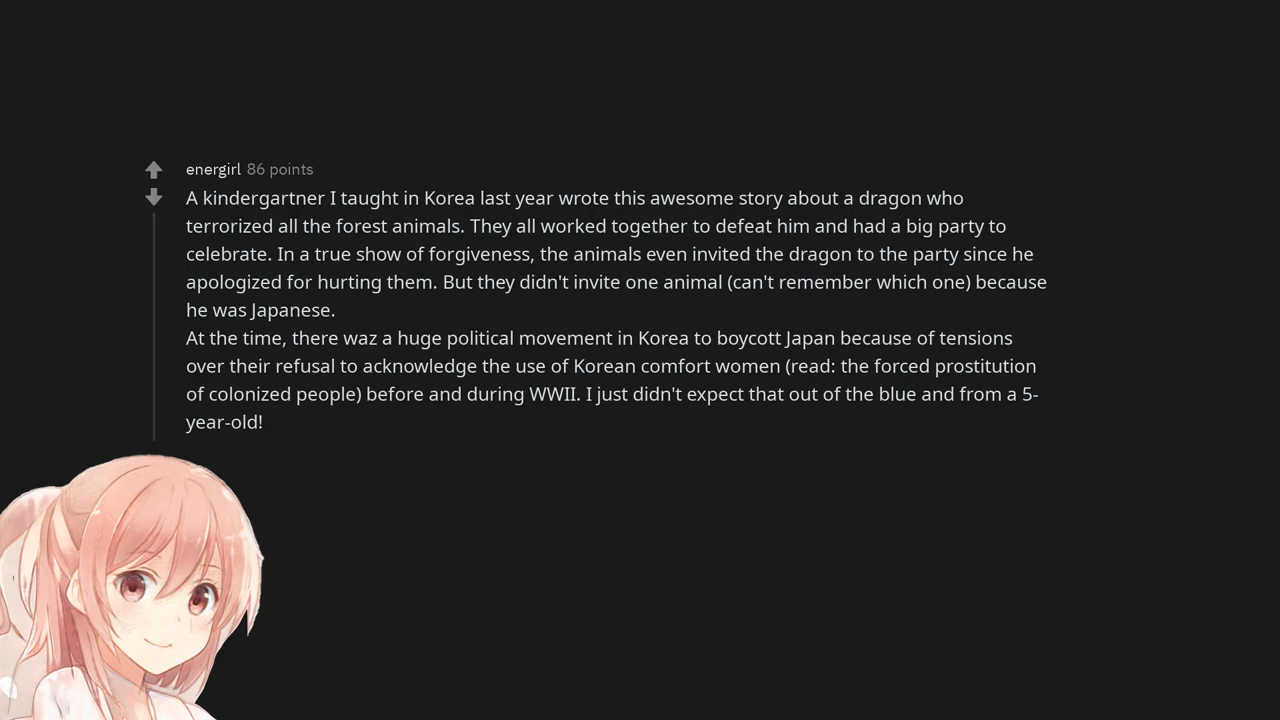 energirl 86 points
A kindergartner I taught in Korea last year wrote this awesome story about a dragon who
terrorized all the forest animals. They all worked together to defeat him and had a big party to
celebrate. In a true show of forgiveness, the animals even invited the dragon to the party since he
apologized for hurting them. But they didn't invite one animal (can't remember which one) because
he was Japanese.
At the time, there waz a huge political movement in Korea to boycott Japan because of tensions
over their refusal to acknowledge the use of Korean comfort women (read: the forced prostitution
of colonized people) before and during WWII. I just didn't expect that out of the blue and from a 5-
year-old!